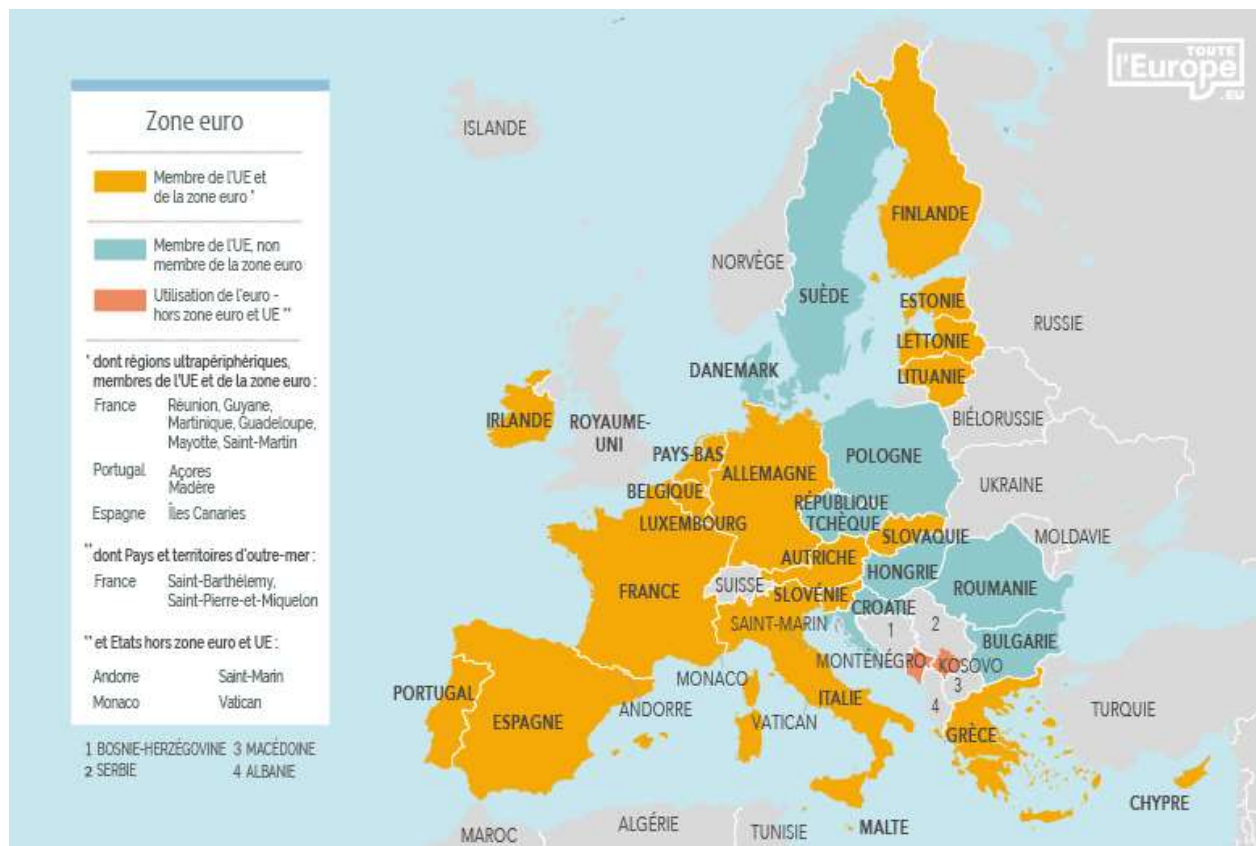 TOUTE
l'Europe
.EU
Zone euro
Membre de l'UE et
de la zone euro *
Membre de l'UE, non
membre de la zone euro
Utilisation de l'euro -
hors zone euro et UE **
* dont régions ultrapériphériques,
membres de l'UE et de la zone euro :
France Réunion, Guyane,
Martinique, Guadeloupe,
Mayotte, Saint-Martin
Portugal Açores
Madère
Espagne Îles Canaries
** dont Pays et territoires d'outre-mer :
France Saint-Barthélemy,
Saint-Pierre-et-Miquelon
** et Etats hors zone euro et UE :
Andorre Saint-Marin
Monaco Vatican
1 BOSNIE-HERZÉGOVINE 3 MACÉDOINE
2 SERBIE 4 ALBANIE
ISLANDE
FINLANDE
NORVÈGE
SUÈDE
ESTONIE
RUSSIE
LETTONIE
DANEMARK
LITUANIE
BIÉLORUSSIE
IRLANDE
ROYAUME-
UNI
PAYS-BAS
POLOGNE
ALLEMAGNE
UKRAINE
BELGIQUE
RÉPUBLIQUE
TCHÈQUE
LUXEMBOURG
SLOVAQUIE
MOLDAVIE
AUTRICHE
HONGRIE
SUISSE
FRANCE
SLOVÉNIE
ROUMANIE
CROATIE
SAINT-MARIN
1
2
BULGARIE
MONTÉNÉGRO
KOSOVO
MONACO
3
PORTUGAL
ESPAGNE
ANDORRE
ITALIE
4
VATICAN
TURQUIE
GRÈCE
CHYPRE
MALTE
ALGÉRIE
TUNISIE
MAROC